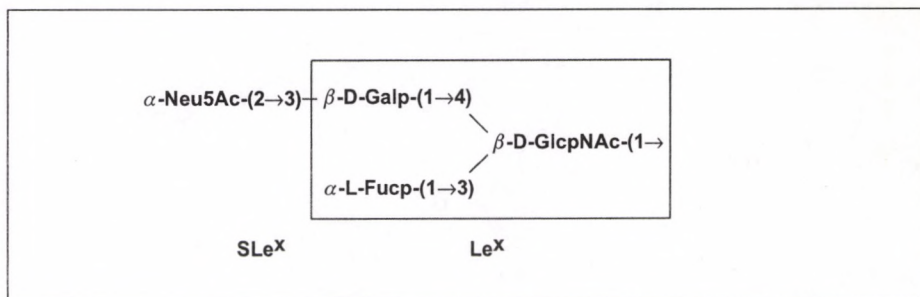 α-Neu5Ac-(2→3)─β-D-Galp-(1→4)
β-D-GlcpNAc-(1→
α-L-Fucp-(1→3)
SLeˣ Leˣ